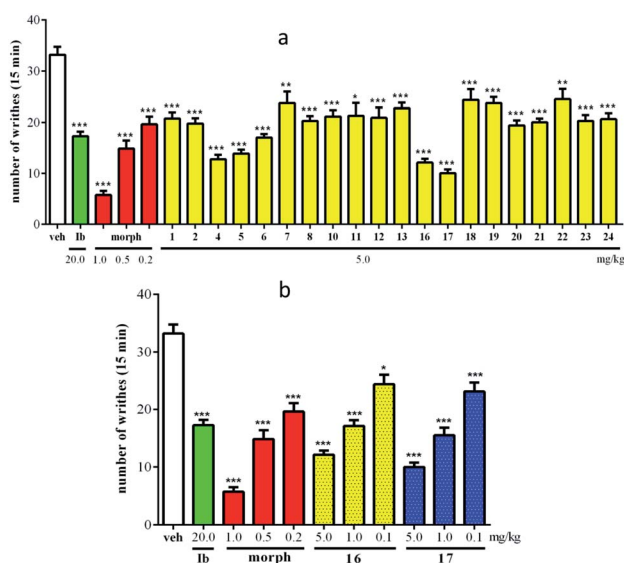 a
number of writhes (15 min)
40
30
20
10
0
*** *** *** *** *** *** *** *** *** ** *** *** * *** *** *** *** *** *** *** *** ** *** ***
veh Ib morph 1 2 4 5 6 7 8 10 11 12 13 16 17 18 19 20 21 22 23 24
20.0 1.0 0.5 0.2 5.0 mg/kg
b
number of writhes (15 min)
40
30
20
10
0
*** *** *** *** *** *** * *** *** ***
veh 20.0 1.0 0.5 0.2 5.0 1.0 0.1 5.0 1.0 0.1 mg/kg
Ib morph 16 17